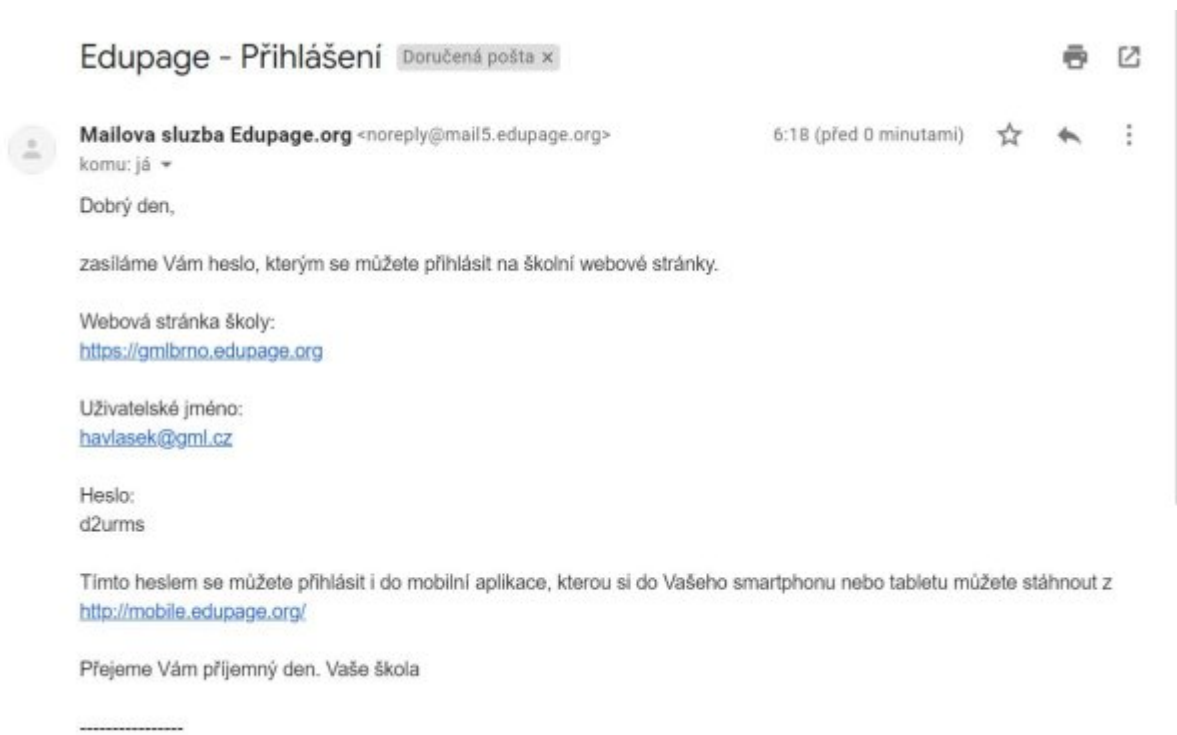 Edupage - Přihlášení Doručená pošta x
Mailova sluzba Edupage.org <noreply@mail5.edupage.org> 6:18 (před 0 minutami)
komu: já
Dobrý den,
zasíláme Vám heslo, kterým se můžete přihlásit na školní webové stránky.
Webová stránka školy:
https://gmlbrno.edupage.org
Uživatelské jméno:
havlasek@gml.cz
Heslo:
d2urms
Tímto heslem se můžete přihlásit i do mobilní aplikace, kterou si do Vašeho smartphonu nebo tabletu můžete stáhnout z
http://mobile.edupage.org/
Přejeme Vám příjemný den. Vaše škola
----------------